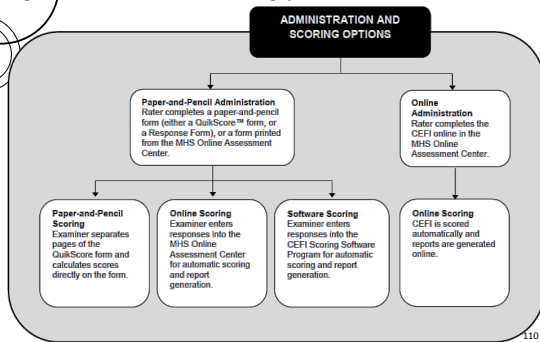 ADMINISTRATION AND
SCORING OPTIONS
Paper-and-Pencil Administration
Rater completes a paper-and-pencil
form (either a QuikScore™ form, or
a Response Form), or a form printed
from the MHS Online Assessment
Center.
Online
Administration
Rater completes the
CEFI online in the
MHS Online
Assessment Center.
Paper-and-Pencil
Scoring
Examiner separates
pages of the
QuikScore form and
calculates scores
directly on the form.
Online Scoring
Examiner enters
responses into the
MHS Online
Assessment Center
for automatic scoring
and report
generation.
Software Scoring
Examiner enters
responses into the
CEFI Scoring Software
Program for automatic
scoring and report
generation.
Online Scoring
CEFI is scored
automatically and
reports are generated
online.
110